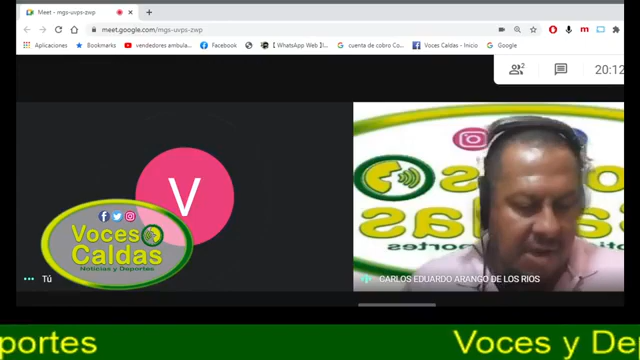 Meet - mgs-uvps-zwp
meet.google.com/mgs-uvps-zwp
Aplicaciones
Bookmarks
vendedores ambula...
Facebook
[WhatsApp Web]
cuenta de cobro Co...
Voces Caldas - Inicio
Google
2
20:12
V
Voces
Caldas
Noticias y Deportes
Tú
CARLOS EDUARDO ARANGO DE LOS RIOS
portes
Voces y De